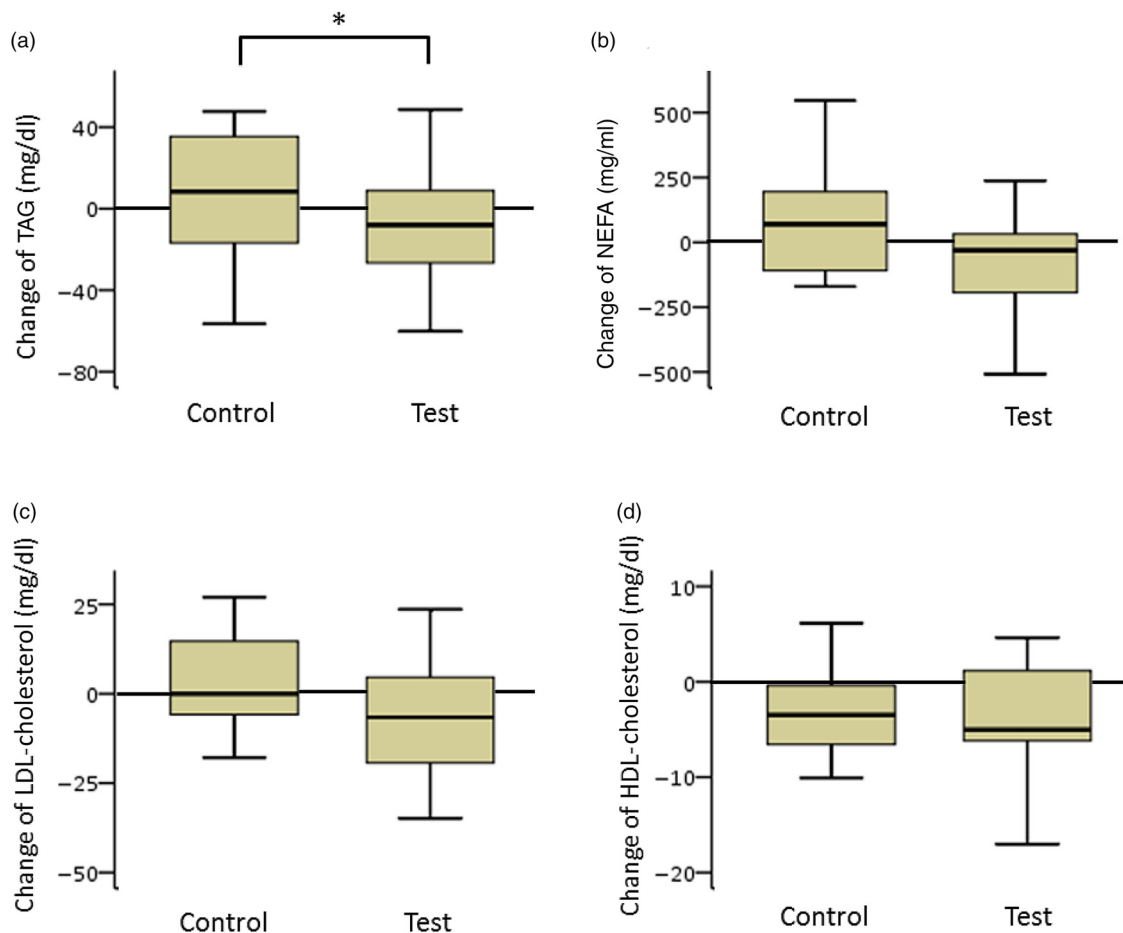 (a)
*
Change of TAG (mg/dl)
40
0
−40
−80
Control Test
(b)
Change of NEFA (mg/ml)
500
250
0
−250
−500
Control Test
(c)
Change of LDL-cholesterol (mg/dl)
25
0
−25
−50
Control Test
(d)
Change of HDL-cholesterol (mg/dl)
10
0
−10
−20
Control Test